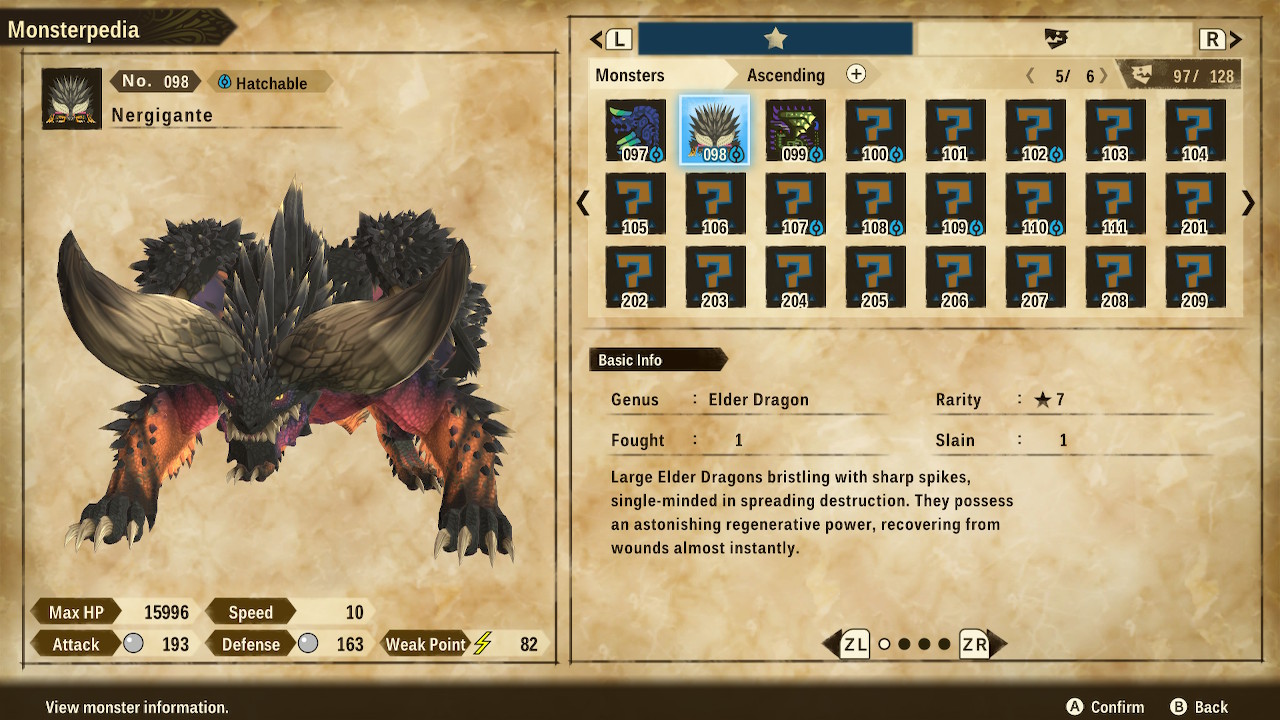 Monsterpedia
No. 098
Hatchable
Nergigante
L
R
Monsters
Ascending
5/ 6
97/ 128
097
098
099
100
101
102
103
104
105
106
107
108
109
110
111
201
202
203
204
205
206
207
208
209
Basic Info
Genus : Elder Dragon
Rarity : ★ 7
Fought : 1
Slain : 1
Large Elder Dragons bristling with sharp spikes,
single-minded in spreading destruction. They possess
an astonishing regenerative power, recovering from
wounds almost instantly.
Max HP 15996
Speed 10
Attack 193
Defense 163
Weak Point 82
ZL
ZR
View monster information.
A Confirm
B Back